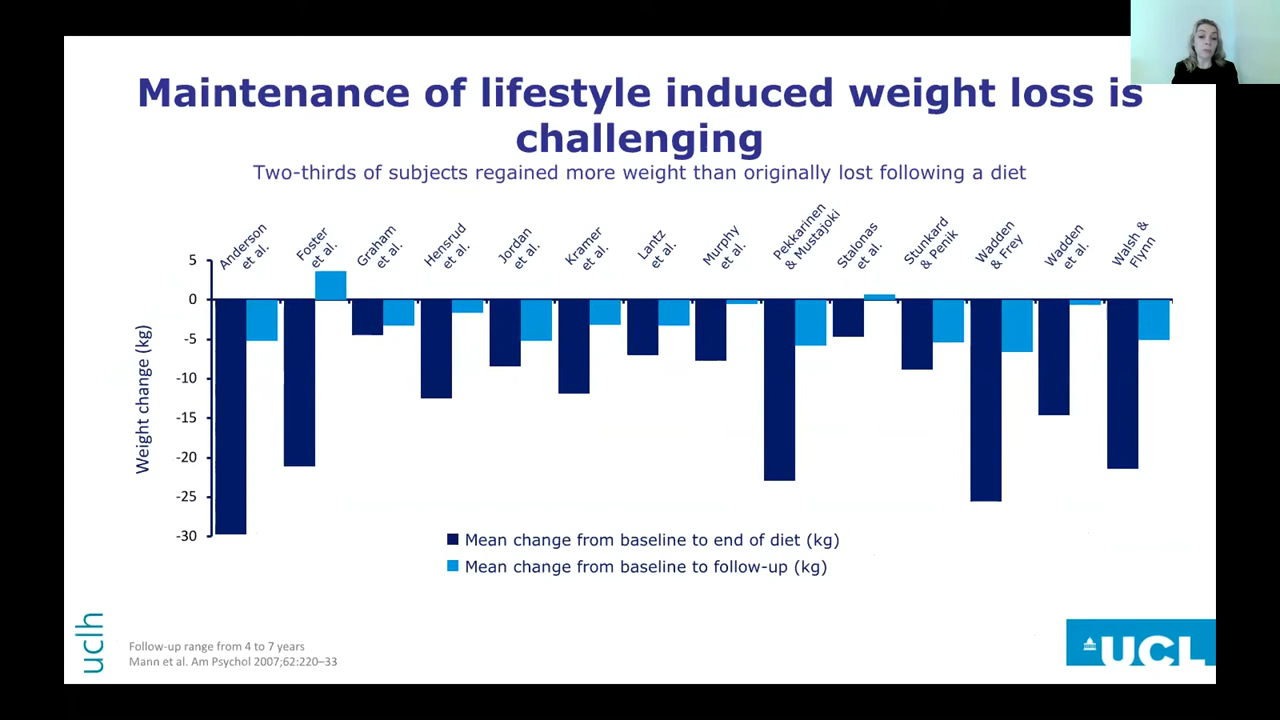 Maintenance of lifestyle induced weight loss is
challenging
Two-thirds of subjects regained more weight than originally lost following a diet
Anderson
et al.
Foster
et al.
Graham
et al.
Hensrud
et al.
Jordan
et al.
Kramer
et al.
Lantz
et al.
Murphy
et al.
Pekkarinen
& Mustajoki
Stalonas
et al.
Stunkard
& Penik
Wadden
& Frey
Wadden
et al.
Walsh &
Flynn
Weight change (kg)
5
0
-5
-10
-15
-20
-25
-30
Mean change from baseline to end of diet (kg)
Mean change from baseline to follow-up (kg)
uclh
Follow-up range from 4 to 7 years
Mann et al. Am Psychol 2007;62:220–33
UCL